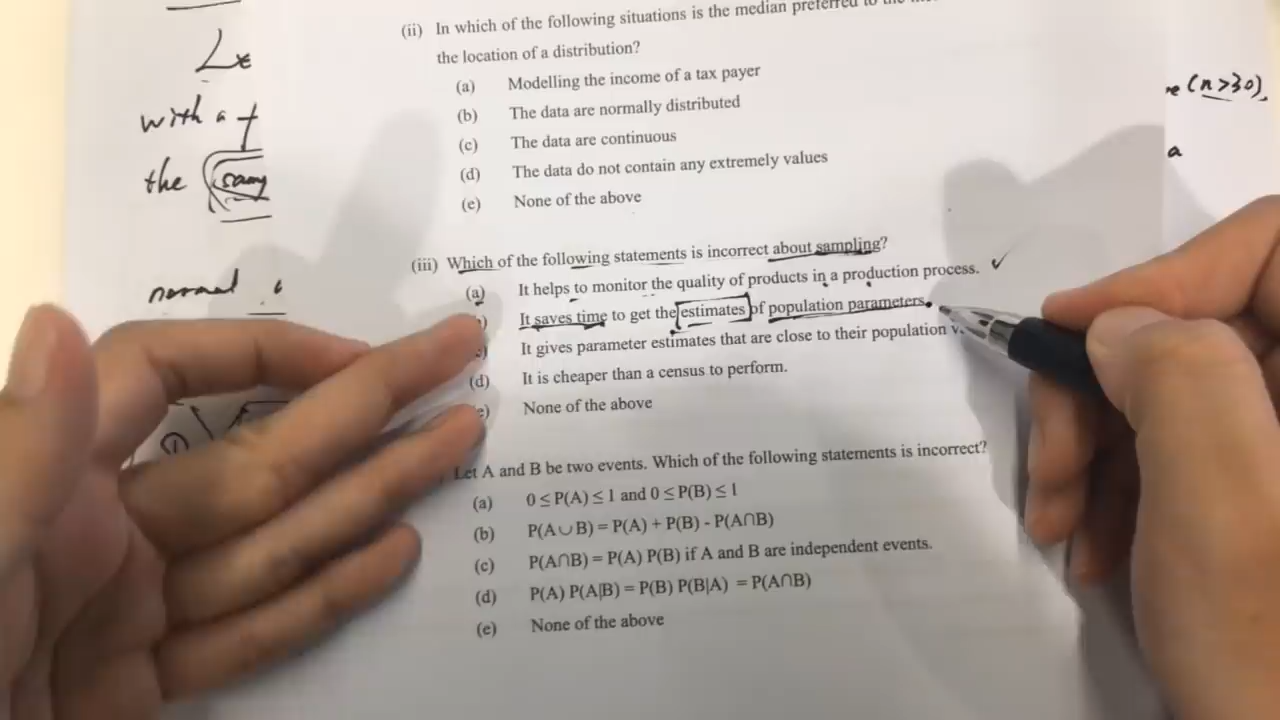 (ii) In which of the following situations is the median preferred to the
the location of a distribution?
(a) Modelling the income of a tax payer
(b) The data are normally distributed
(c) The data are continuous
(d) The data do not contain any extremely values
(e) None of the above
with a
the same
normal
(n>30),
a
(iii) Which of the following statements is incorrect about sampling?
(a) It helps to monitor the quality of products in a production process. ✓
It saves time to get the estimates of population parameters.
It gives parameter estimates that are close to their population
(d) It is cheaper than a census to perform.
e) None of the above
Let A and B be two events. Which of the following statements is incorrect?
(a) 0 ≤ P(A) ≤ 1 and 0 ≤ P(B) ≤ 1
(b) P(A∪B) = P(A) + P(B) - P(A∩B)
(c) P(A∩B) = P(A) P(B) if A and B are independent events.
(d) P(A) P(A|B) = P(B) P(B|A) = P(A∩B)
(e) None of the above